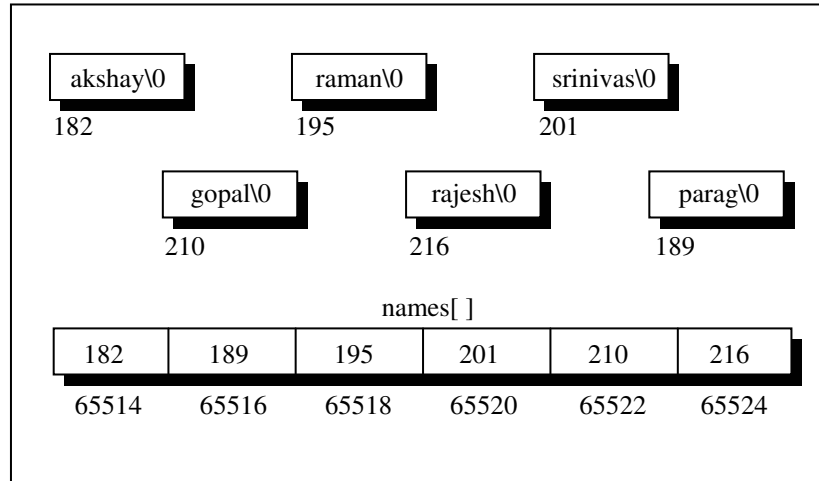 akshay\0 raman\0 srinivas\0
182 195 201
gopal\0 rajesh\0 parag\0
210 216 189
names[ ]
182 189 195 201 210 216
65514 65516 65518 65520 65522 65524